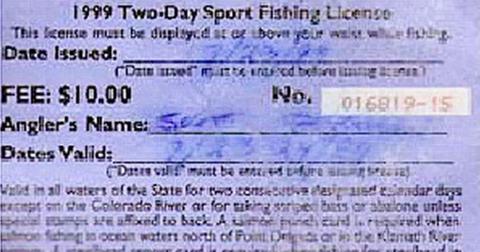 1999 Two-Day Sport Fishing License
This license must be displayed at or above your waist while fishing.
Date Issued:
("Date issued" must be entered before issuing license)
FEE: $10.00 No. 016819-15
Angler's Name: Scott
Dates Valid:
("Dates valid" must be entered before issuing license)
Valid in all waters of the State for two consecutive designated calendar days
except on the Colorado River or for taking striped bass or abalone unless
special stamps are affixed to back. A salmon punch card is required when
salmon fishing in ocean waters north of Point Delgada or in the Klamath River